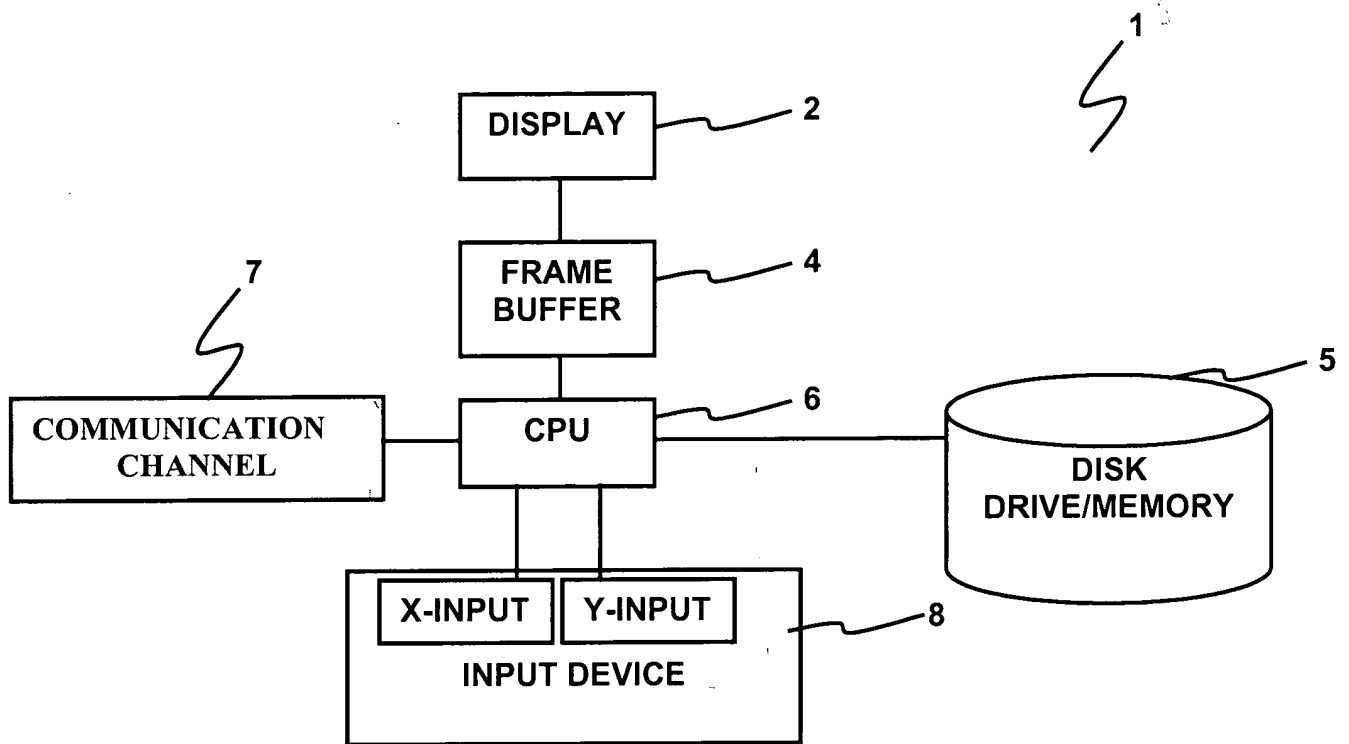 1
DISPLAY
2
FRAME
BUFFER
4
7
5
COMMUNICATION
CHANNEL
CPU
6
DISK
DRIVE/MEMORY
X-INPUT
Y-INPUT
8
INPUT DEVICE